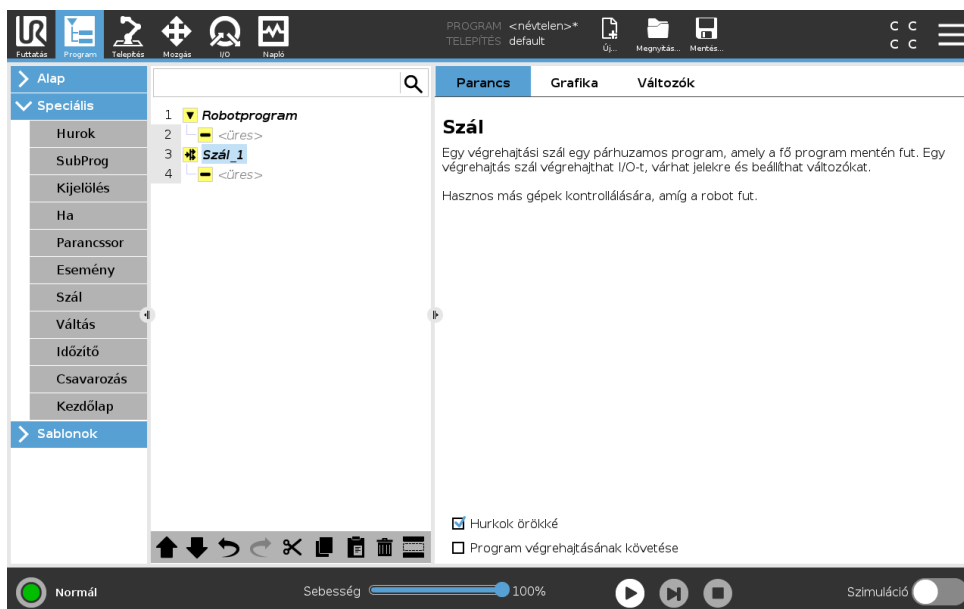 UR
Futtatás
Program
Telepítés
Mozgás
I/O
Napló
PROGRAM <névtelen>*
TELEPÍTÉS default
Új...
Megnyitás...
Mentés...
C C
C C
Alap
Speciális
Hurok
SubProg
Kijelölés
Ha
Parancssor
Esemény
Szál
Váltás
Időzítő
Csavarozás
Kezdőlap
Sablonok
1 Robotprogram
2 <üres>
3 Szál_1
4 <üres>
Parancs Grafika Változók
Szál
Egy végrehajtási szál egy párhuzamos program, amely a fő program mentén fut. Egy
végrehajtás szál végrehajthat I/O-t, várhat jelekre és beállíthat változókat.
Hasznos más gépek kontrollálására, amíg a robot fut.
Hurkok örökké
Program végrehajtásának követése
Normál
Sebesség 100%
Szimuláció